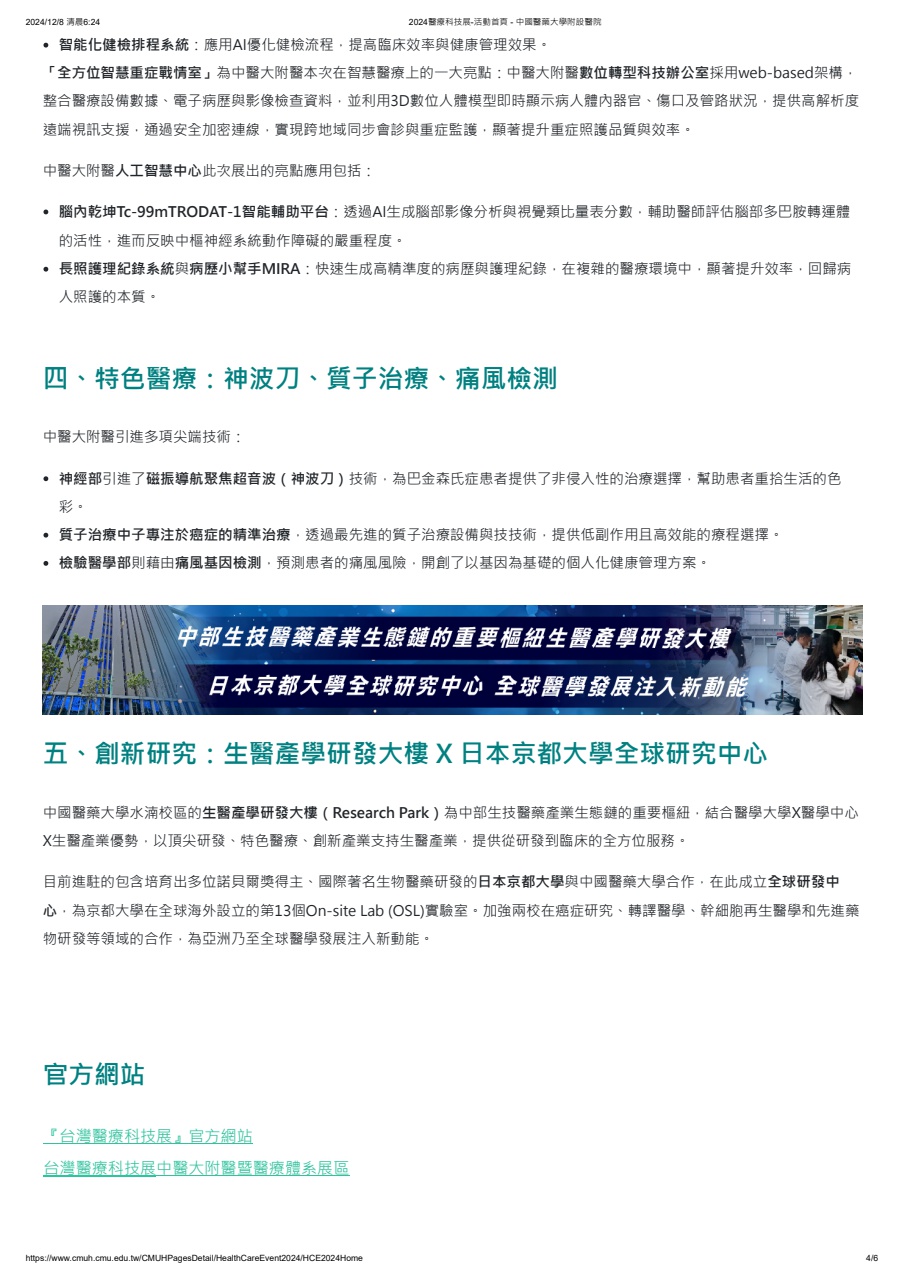 2024/12/8 清晨6:24
2024醫療科技展-活動首頁 - 中國醫藥大學附設醫院
• 智能化健檢排程系統：應用AI優化健檢流程，提高臨床效率與健康管理效果。
「全方位智慧重症戰情室」為中醫大附醫本次在智慧醫療上的一大亮點：中醫大附醫數位轉型科技辦公室採用web-based架構，
整合醫療設備數據、電子病歷與影像檢查資料，並利用3D數位人體模型即時顯示病人體內器官、傷口及管路狀況，提供高解析度
遠端視訊支援，通過安全加密連線，實現跨地域同步會診與重症監護，顯著提升重症照護品質與效率。
中醫大附醫人工智慧中心此次展出的亮點應用包括：
• 腦內乾坤Tc-99mTRODAT-1智能輔助平台：透過AI生成腦部影像分析與視覺類比量表分數，輔助醫師評估腦部多巴胺轉運體
的活性，進而反映中樞神經系統動作障礙的嚴重程度。
• 長照護理紀錄系統與病歷小幫手MIRA：快速生成高精準度的病歷與護理紀錄，在複雜的醫療環境中，顯著提升效率，回歸病
人照護的本質。
四、特色醫療：神波刀、質子治療、痛風檢測
中醫大附醫引進多項頂尖端技術：
• 神經部引進了磁振導航聚焦超音波（神波刀）技術，為巴金森氏症患者提供了非侵入性的治療選擇，幫助患者重拾生活的色
彩。
• 質子治療中子專注於癌症的精準治療，透過最先進的質子治療設備與技技術，提供低副作用且高效能的療程選擇。
• 檢驗醫學部則藉由痛風基因檢測，預測患者的痛風風險，開創了以基因為基礎的個人化健康管理方案。
中部生技醫藥產業生態鏈的重要樞紐生醫產學研發大樓
日本京都大學全球研究中心 全球醫學發展注入新動能
五、創新研究：生醫產學研發大樓 X 日本京都大學全球研究中心
中國醫藥大學水湳校區的生醫產學研發大樓（Research Park）為中部生技醫藥產業生態鏈的重要樞紐，結合醫學大學X醫學中心
X生醫產業優勢，以頂尖研發、特色醫療、創新產業支持生醫產業，提供從研發到臨床的全方位服務。
目前進駐的包含培育出多位諾貝爾獎得主、國際著名生物醫藥研發的日本京都大學與中國醫藥大學合作，在此成立全球研發中
心，為京都大學在全球海外設立的第13個On-site Lab (OSL)實驗室。加強兩校在癌症研究、轉譯醫學、幹細胞再生醫學和先進藥
物研發等領域的合作，為亞洲乃至全球醫學發展注入新動能。
官方網站
『台灣醫療科技展』官方網站
台灣醫療科技展中醫大附醫暨醫療體系展區
https://www.cmuh.cmu.edu.tw/CMUHPagesDetail/HealthCareEvent2024/HCE2024Home
4/6